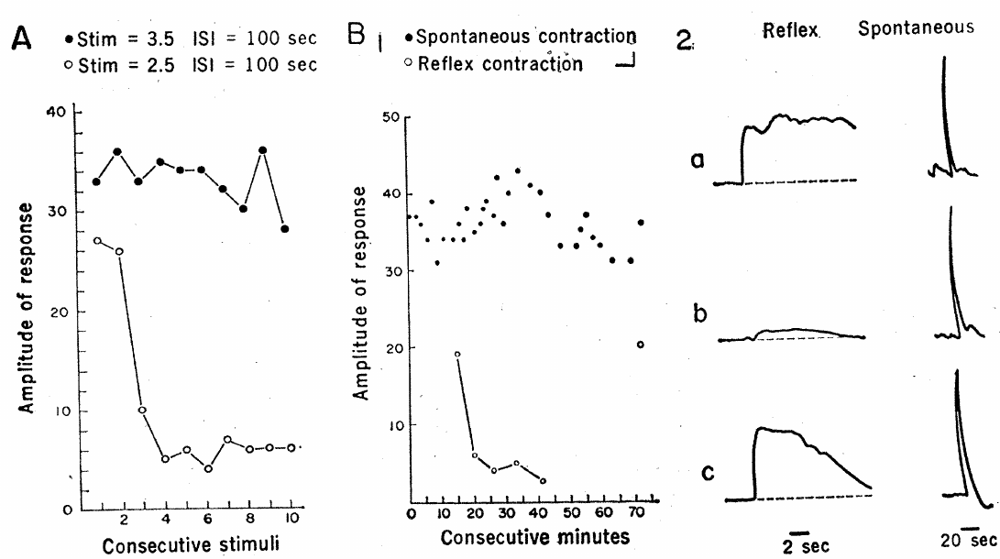 A
Stim = 3.5 ISI = 100 sec
Stim = 2.5 ISI = 100 sec
Amplitude of response
40
30
20
10
0
2 4 6 8 10
Consecutive stimuli
B 1
Spontaneous contraction
Reflex contraction
Amplitude of response
50
40
30
20
10
0 10 20 30 40 50 60 70
Consecutive minutes
2.
Reflex Spontaneous
a
b
c
2 sec 20 sec